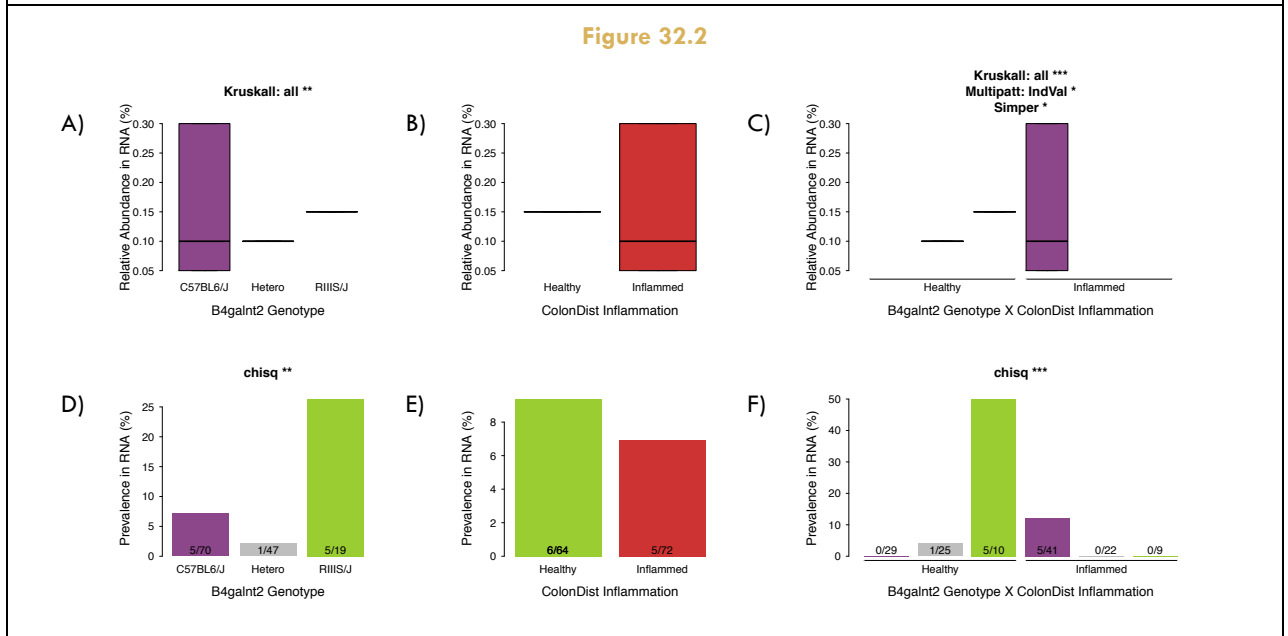 Figure 32.2
A)
Kruskall: all **
Relative Abundance in RNA (%)
0.30
0.25
0.20
0.15
0.10
0.05
C57BL6/J Hetero RIIIS/J
B4galnt2 Genotype
B)
Relative Abundance in RNA (%)
0.30
0.25
0.20
0.15
0.10
0.05
Healthy Inflammed
ColonDist Inflammation
C)
Kruskall: all ***
Multipatt: IndVal *
Simper *
Relative Abundance in RNA (%)
0.30
0.25
0.20
0.15
0.10
0.05
Healthy Inflammed
B4galnt2 Genotype X ColonDist Inflammation
D)
chisq **
Prevalence in RNA (%)
25
20
15
10
5
0
5/70 1/47 5/19
C57BL6/J Hetero RIIIS/J
B4galnt2 Genotype
E)
Prevalence in RNA (%)
8
6
4
2
0
6/64 5/72
Healthy Inflammed
ColonDist Inflammation
F)
chisq ***
Prevalence in RNA (%)
50
40
30
20
10
0
0/29 1/25 5/10 5/41 0/22 0/9
Healthy Inflammed
B4galnt2 Genotype X ColonDist Inflammation